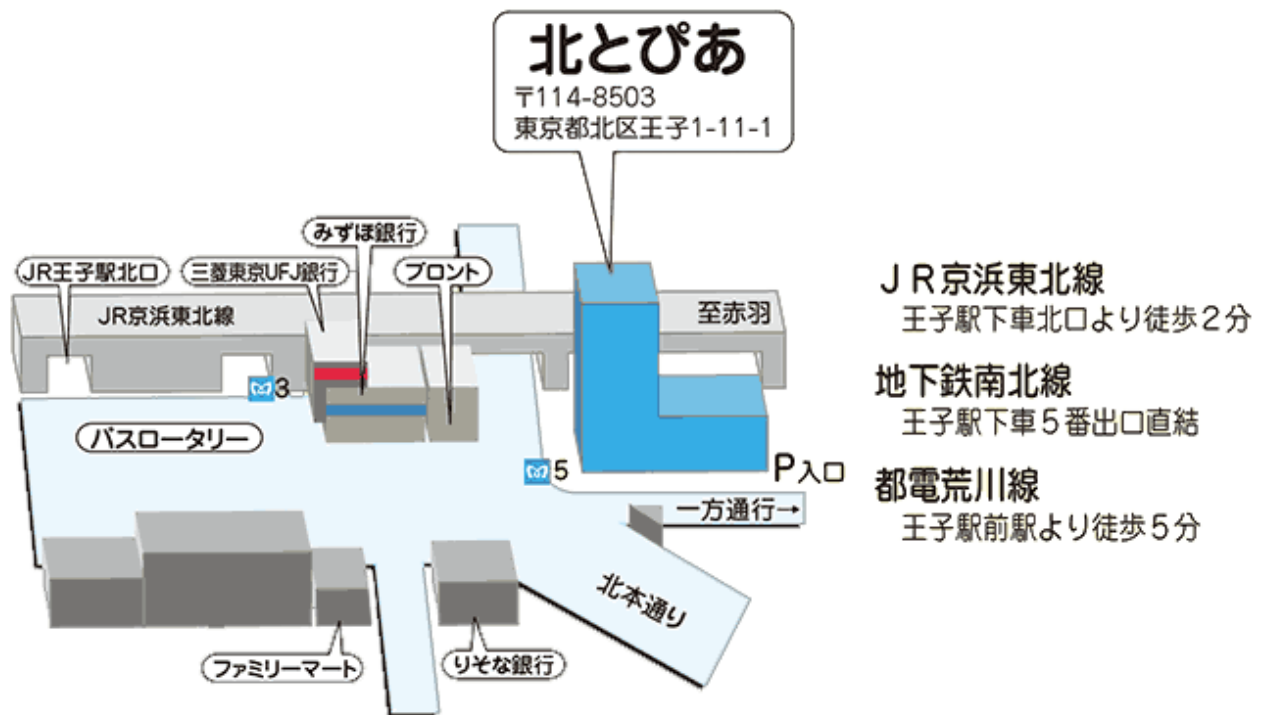 北とぴあ
〒114-8503
東京都北区王子1-11-1
みずほ銀行
JR王子駅北口
三菱東京UFJ銀行
プロント
JR京浜東北線
至赤羽
3
バスロータリー
5
P入口
一方通行→
北本通り
ファミリーマート
りそな銀行
JR京浜東北線
王子駅下車北口より徒歩2分
地下鉄南北線
王子駅下車5番出口直結
都電荒川線
王子駅前駅より徒歩5分